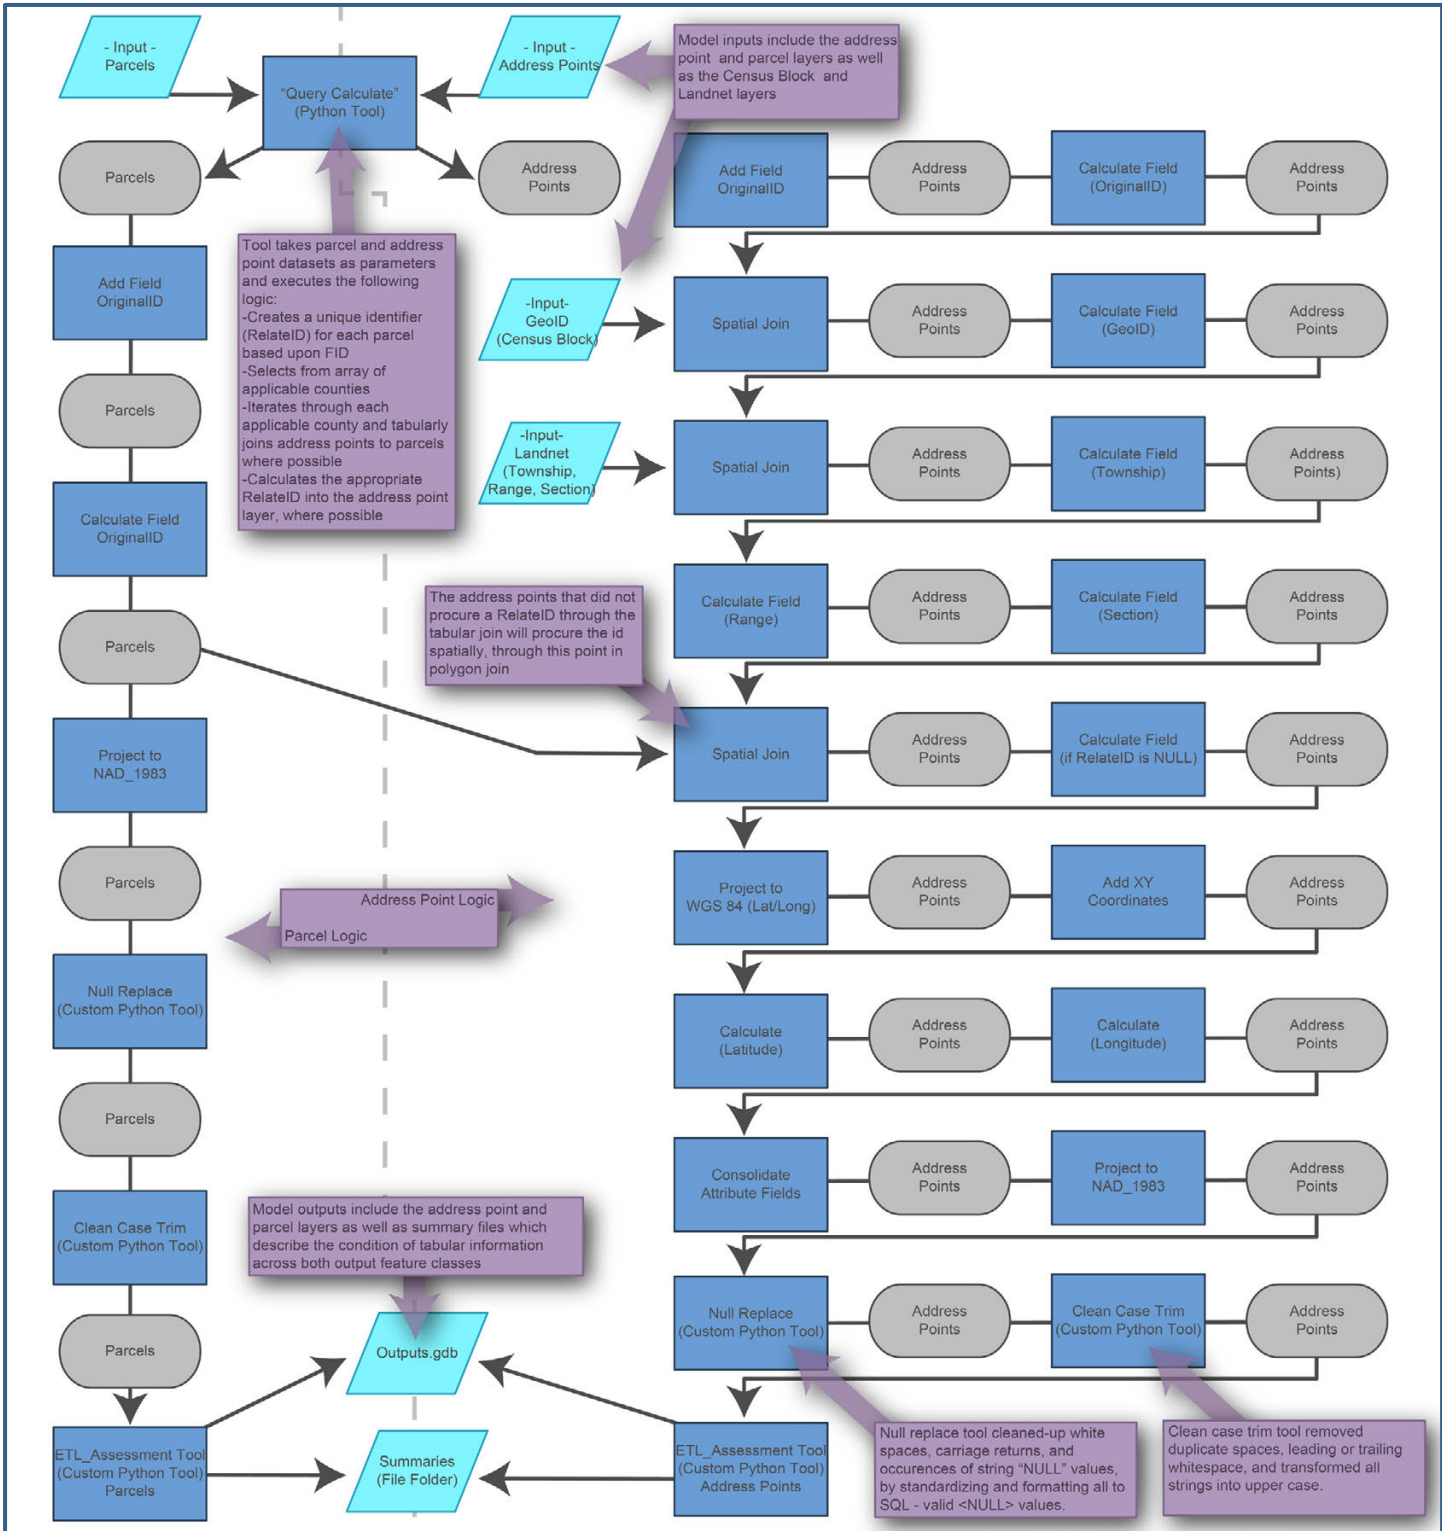 - Input -
Parcels
- Input -
Address Points
Model inputs include the address
point and parcel layers as well
as the Census Block and
Landnet layers
"Query Calculate"
(Python Tool)
Parcels
Address
Points
Add Field
OriginalID
Address
Points
Calculate Field
(OriginalID)
Address
Points
Tool takes parcel and address
point datasets as parameters
and executes the following
logic:
-Creates a unique identifier
(RelateID) for each parcel
based upon FID
-Selects from array of
applicable counties
-Iterates through each
applicable county and tabularly
joins address points to parcels
where possible
-Calculates the appropriate
RelateID into the address point
layer, where possible
Add Field
OriginalID
-Input-
GeoID
(Census Block)
Spatial Join
Address
Points
Calculate Field
(GeoID)
Address
Points
Parcels
-Input-
Landnet
(Township,
Range, Section)
Spatial Join
Address
Points
Calculate Field
(Township)
Address
Points)
Calculate Field
OriginalID
The address points that did not
procure a RelateID through the
tabular join will procure the id
spatially, through this point in
polygon join
Calculate Field
(Range)
Address
Points
Calculate Field
(Section)
Address
Points
Parcels
Project to
NAD_1983
Spatial Join
Address
Points
Calculate Field
(if RelateID is NULL)
Address
Points
Parcels
Address Point Logic
Parcel Logic
Project to
WGS 84 (Lat/Long)
Address
Points
Add XY
Coordinates
Address
Points
Null Replace
(Custom Python Tool)
Calculate
(Latitude)
Address
Points
Calculate
(Longitude)
Address
Points
Parcels
Consolidate
Attribute Fields
Address
Points
Project to
NAD_1983
Address
Points
Clean Case Trim
(Custom Python Tool)
Model outputs include the address point and
parcel layers as well as summary files which
describe the condition of tabular information
across both output feature classes
Null Replace
(Custom Python Tool)
Address
Points
Clean Case Trim
(Custom Python Tool)
Address
Points
Parcels
Outputs.gdb
ETL_Assessment Tool
(Custom Python Tool)
Parcels
Summaries
(File Folder)
ETL_Assessment Tool
(Custom Python Tool)
Address Points
Null replace tool cleaned-up white
spaces, carriage returns, and
occurences of string "NULL" values,
by standardizing and formatting all to
SQL - valid <NULL> values.
Clean case trim tool removed
duplicate spaces, leading or trailing
whitespace, and transformed all
strings into upper case.